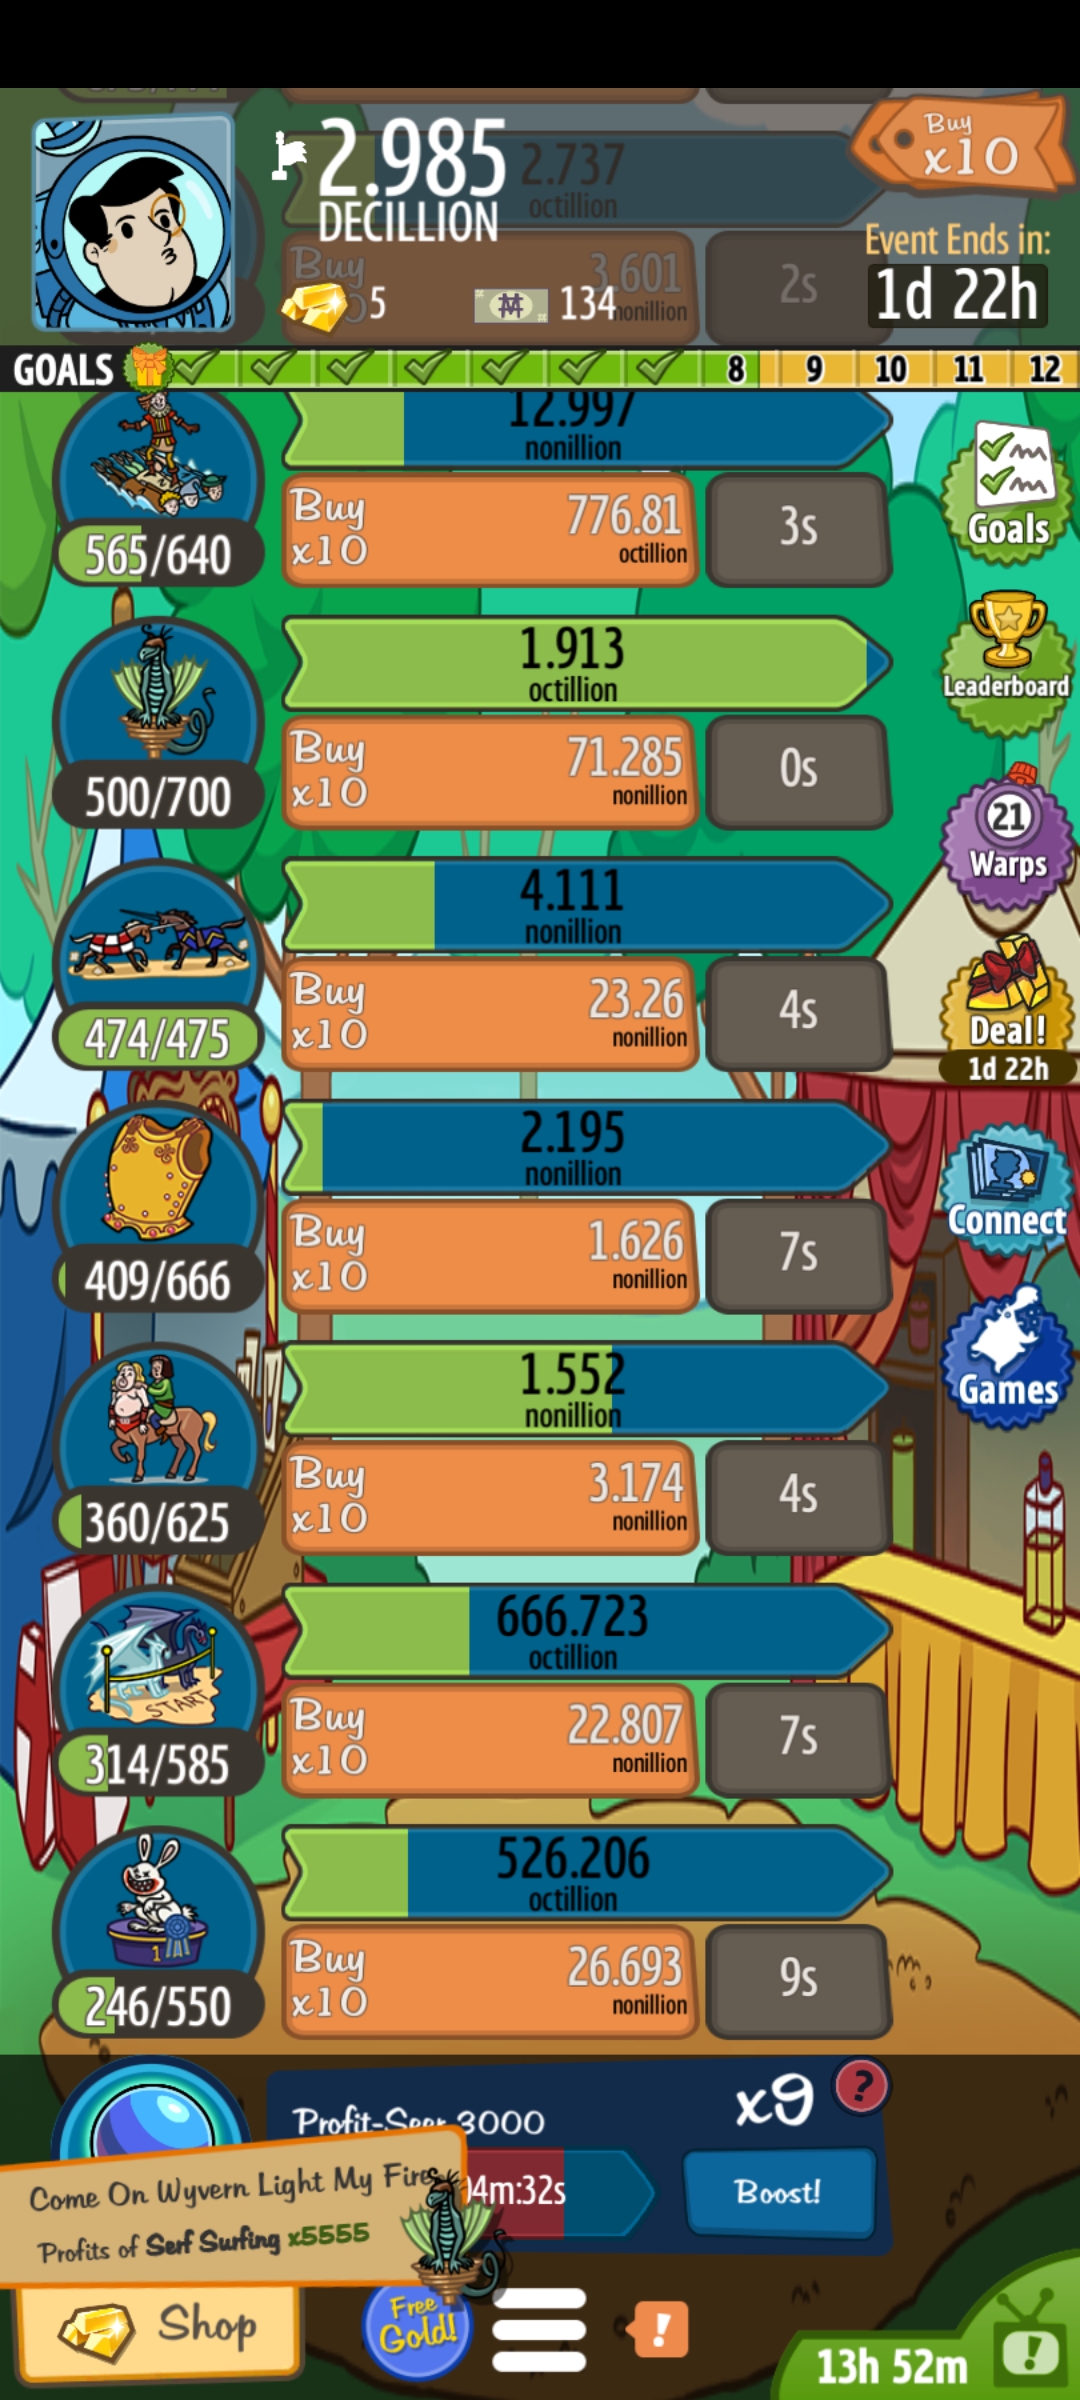 2.985
DECILLION
2.737
octillion
Buy
x10
Event Ends in:
1d 22h
Buy
3.601
nonillion
2s
5
134
GOALS
8
9
10
11
12
12.997
nonillion
Buy
x10
776.81
octillion
3s
565/640
Goals
1.913
octillion
Buy
x10
71.285
nonillion
0s
500/700
Leaderboard
21
Warps
4.111
nonillion
Buy
x10
23.26
nonillion
4s
474/475
Deal!
1d 22h
2.195
nonillion
Buy
x10
1.626
nonillion
7s
409/666
Connect
1.552
nonillion
Buy
x10
3.174
nonillion
4s
360/625
Games
666.723
octillion
START
Buy
x10
22.807
nonillion
7s
314/585
526.206
octillion
1
Buy
x10
26.693
nonillion
9s
246/550
Profit-Seer 3000
x9
?
04m:32s
Boost!
Come On Wyvern Light My Fire
Profits of Serf Surfing x5555
Shop
Free
Gold!
!
13h 52m
!